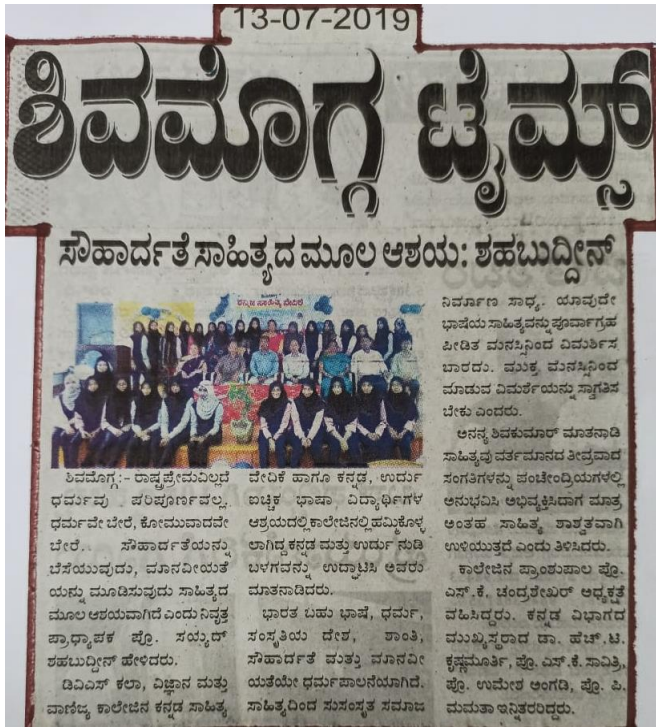 13-07-2019
ಶಿವಮೊಗ್ಗ ಟೈಮ್ಸ್
ಸೌಹಾರ್ದತೆ ಸಾಹಿತ್ಯದ ಮೂಲ ಆಶಯ: ಶಹಬುದ್ದೀನ್
ಕನ್ನಡ ಸಾಹಿತ್ಯ ವೇದಿಕೆ
ಶಿವಮೊಗ್ಗ:- ರಾಷ್ಟ್ರಪ್ರೇಮವಿಲ್ಲದೆ
ಧರ್ಮವು ಪರಿಪೂರ್ಣವಲ್ಲ.
ಧರ್ಮವೇ ಬೇರೆ, ಕೋಮುವಾದವೇ
ಬೇರೆ. ಸೌಹಾರ್ದತೆಯನ್ನು
ಬೆಸೆಯುವುದು, ಮಾನವೀಯತೆ
ಯನ್ನು ಮೂಡಿಸುವುದು ಸಾಹಿತ್ಯದ
ಮೂಲ ಆಶಯವಾಗಿದೆ ಎಂದು ನಿವೃತ್ತ
ಪ್ರಾಧ್ಯಾಪಕ ಪ್ರೊ. ಸಯ್ಯದ್
ಶಹಬುದ್ದೀನ್ ಹೇಳಿದರು.
ಡಿವಿಎಸ್ ಕಲಾ, ವಿಜ್ಞಾನ ಮತ್ತು
ವಾಣಿಜ್ಯ ಕಾಲೇಜಿನ ಕನ್ನಡ ಸಾಹಿತ್ಯ
ವೇದಿಕೆ ಹಾಗೂ ಕನ್ನಡ, ಉರ್ದು
ಐಚ್ಚಿಕ ಭಾಷಾ ವಿದ್ಯಾರ್ಥಿಗಳ
ಆಶ್ರಯದಲ್ಲಿ ಕಾಲೇಜಿನಲ್ಲಿ ಹಮ್ಮಿಕೊಳ್ಳ
ಲಾಗಿದ್ದ ಕನ್ನಡ ಮತ್ತು ಉರ್ದು ನುಡಿ
ಬಳಗವನ್ನು ಉದ್ಘಾಟಿಸಿ ಅವರು
ಮಾತನಾಡಿದರು.
ಭಾರತ ಬಹು ಭಾಷೆ, ಧರ್ಮ,
ಸಂಸ್ಕೃತಿಯ ದೇಶ, ಶಾಂತಿ,
ಸೌಹಾರ್ದತೆ ಮತ್ತು ಮಾನವೀ
ಯತೆಯೇ ಧರ್ಮಪಾಲನೆಯಾಗಿದೆ.
ಸಾಹಿತ್ಯದಿಂದ ಸುಸಂಸ್ಕೃತ ಸಮಾಜ
ನಿರ್ಮಾಣ ಸಾಧ್ಯ. ಯಾವುದೇ
ಭಾಷೆಯ ಸಾಹಿತ್ಯವನ್ನು ಪೂರ್ವಾಗ್ರಹ
ಪೀಡಿತ ಮನಸ್ಸಿನಿಂದ ವಿಮರ್ಶಿಸ
ಬಾರದು. ಮುಕ್ತ ಮನಸ್ಸಿನಿಂದ
ಮಾಡುವ ವಿಮರ್ಶೆಯನ್ನು ಸ್ವಾಗತಿಸ
ಬೇಕು ಎಂದರು.
ಅನನ್ಯ ಶಿವಕುಮಾರ್ ಮಾತನಾಡಿ
ಸಾಹಿತ್ಯವು ವರ್ತಮಾನದ ತೀವ್ರವಾದ
ಸಂಗತಿಗಳನ್ನು ಪಂಚೇಂದ್ರಿಯಗಳಲ್ಲಿ
ಅನುಭವಿಸಿ ಅಭಿವ್ಯಕ್ತಿಸಿದಾಗ ಮಾತ್ರ
ಅಂತಹ ಸಾಹಿತ್ಯ ಶಾಶ್ವತವಾಗಿ
ಉಳಿಯುತ್ತದೆ ಎಂದು ತಿಳಿಸಿದರು.
ಕಾಲೇಜಿನ ಪ್ರಾಂಶುಪಾಲ ಪ್ರೊ.
ಎಸ್.ಕೆ. ಚಂದ್ರಶೇಖರ್ ಅಧ್ಯಕ್ಷತೆ
ವಹಿಸಿದ್ದರು. ಕನ್ನಡ ವಿಭಾಗದ
ಮುಖ್ಯಸ್ಥರಾದ ಡಾ. ಹೆಚ್.ಟಿ.
ಕೃಷ್ಣಮೂರ್ತಿ, ಪ್ರೊ. ಎಸ್.ಕೆ. ಸಾವಿತ್ರಿ,
ಪ್ರೊ. ಉಮೇಶ ಅಂಗಡಿ, ಪ್ರೊ. ಪಿ.
ಮಮತಾ ಇನ್ನಿತರರಿದ್ದರು.